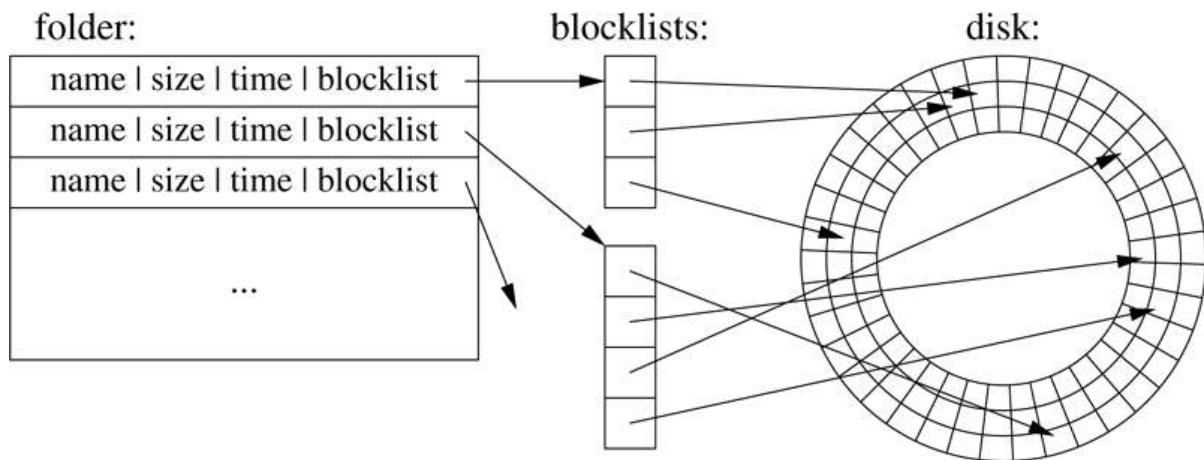 folder:
blocklists:
disk:
name | size | time | blocklist
name | size | time | blocklist
name | size | time | blocklist
...